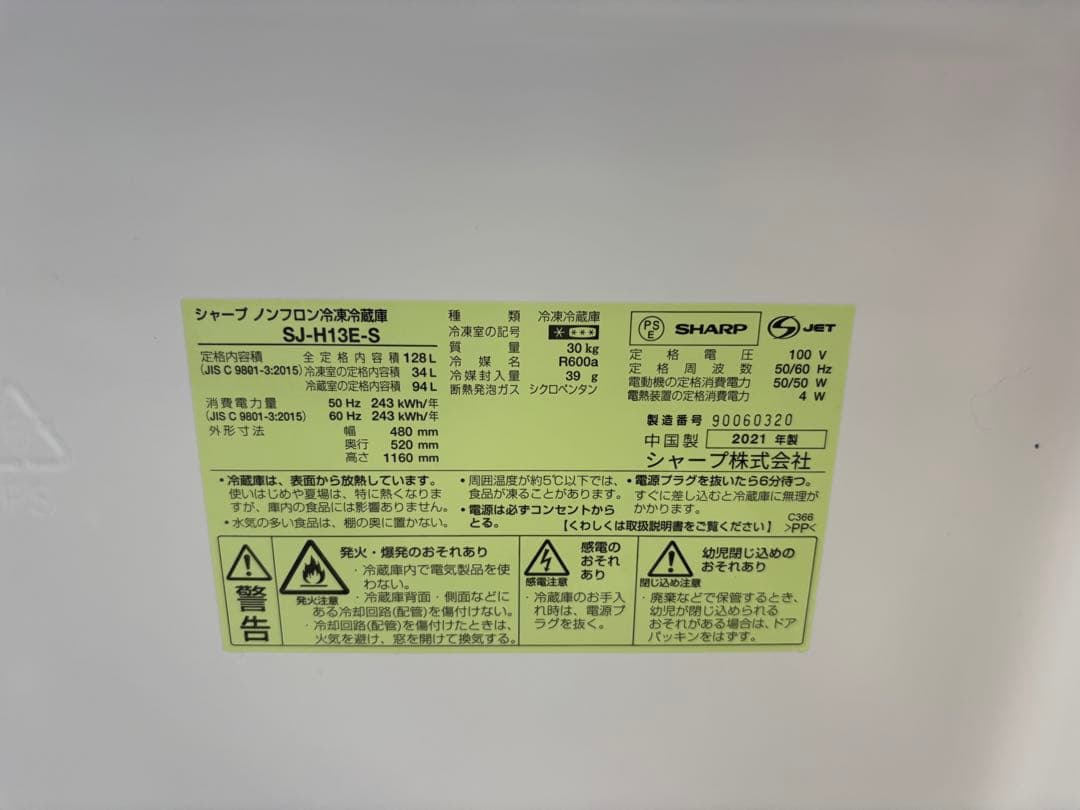 シャープ ノンフロン冷凍冷蔵庫
SJ-H13E-S
定格内容積 全定格内容積 128 L
(JIS C 9801-3:2015) 冷凍室の定格内容積 34 L
冷蔵室の定格内容積 94 L
消費電力量 50 Hz 243 kWh/年
(JIS C 9801-3:2015) 60 Hz 243 kWh/年
外形寸法 幅 480 mm
奥行 520 mm
高さ 1160 mm
種類 冷凍冷蔵庫
冷凍室の記号
質量 30 kg
冷媒名 R600a
冷媒封入量 39 g
断熱発泡ガス シクロペンタン
PSE SHARP S JET
定格電圧 100 V
定格周波数 50/60 Hz
電動機の定格消費電力 50/50 W
電熱装置の定格消費電力 4 W
製造番号 90060320
中国製 2021 年製
シャープ株式会社
・冷蔵庫は、表面から放熱しています。
使いはじめや夏場は、特に熱くなりま
すが、庫内の食品には影響ありません。
・水気の多い食品は、棚の奥に置かない。
・周囲温度が約5℃以下では、
食品が凍ることがあります。
・電源は必ずコンセントから
とる。
・電源プラグを抜いたら6分待つ。
すぐに差し込むと冷蔵庫に無理が
かかります。
【くわしくは取扱説明書をご覧ください】
C366
>PP<
警告
発火注意
発火・爆発のおそれあり
・冷蔵庫内で電気製品を使
わない。
・冷蔵庫背面・側面などに
ある冷却回路(配管)を傷付けない。
・冷却回路(配管)を傷付けたときは、
火気を避け、窓を開けて換気する。
感電注意
感電の
おそれ
あり
・冷蔵庫のお手入
れ時は、電源プ
ラグを抜く。
閉じ込め注意
幼児閉じ込めの
おそれあり
・廃棄などで保管するとき、
幼児が閉じ込められる
おそれがある場合は、ドア
パッキンをはずす。